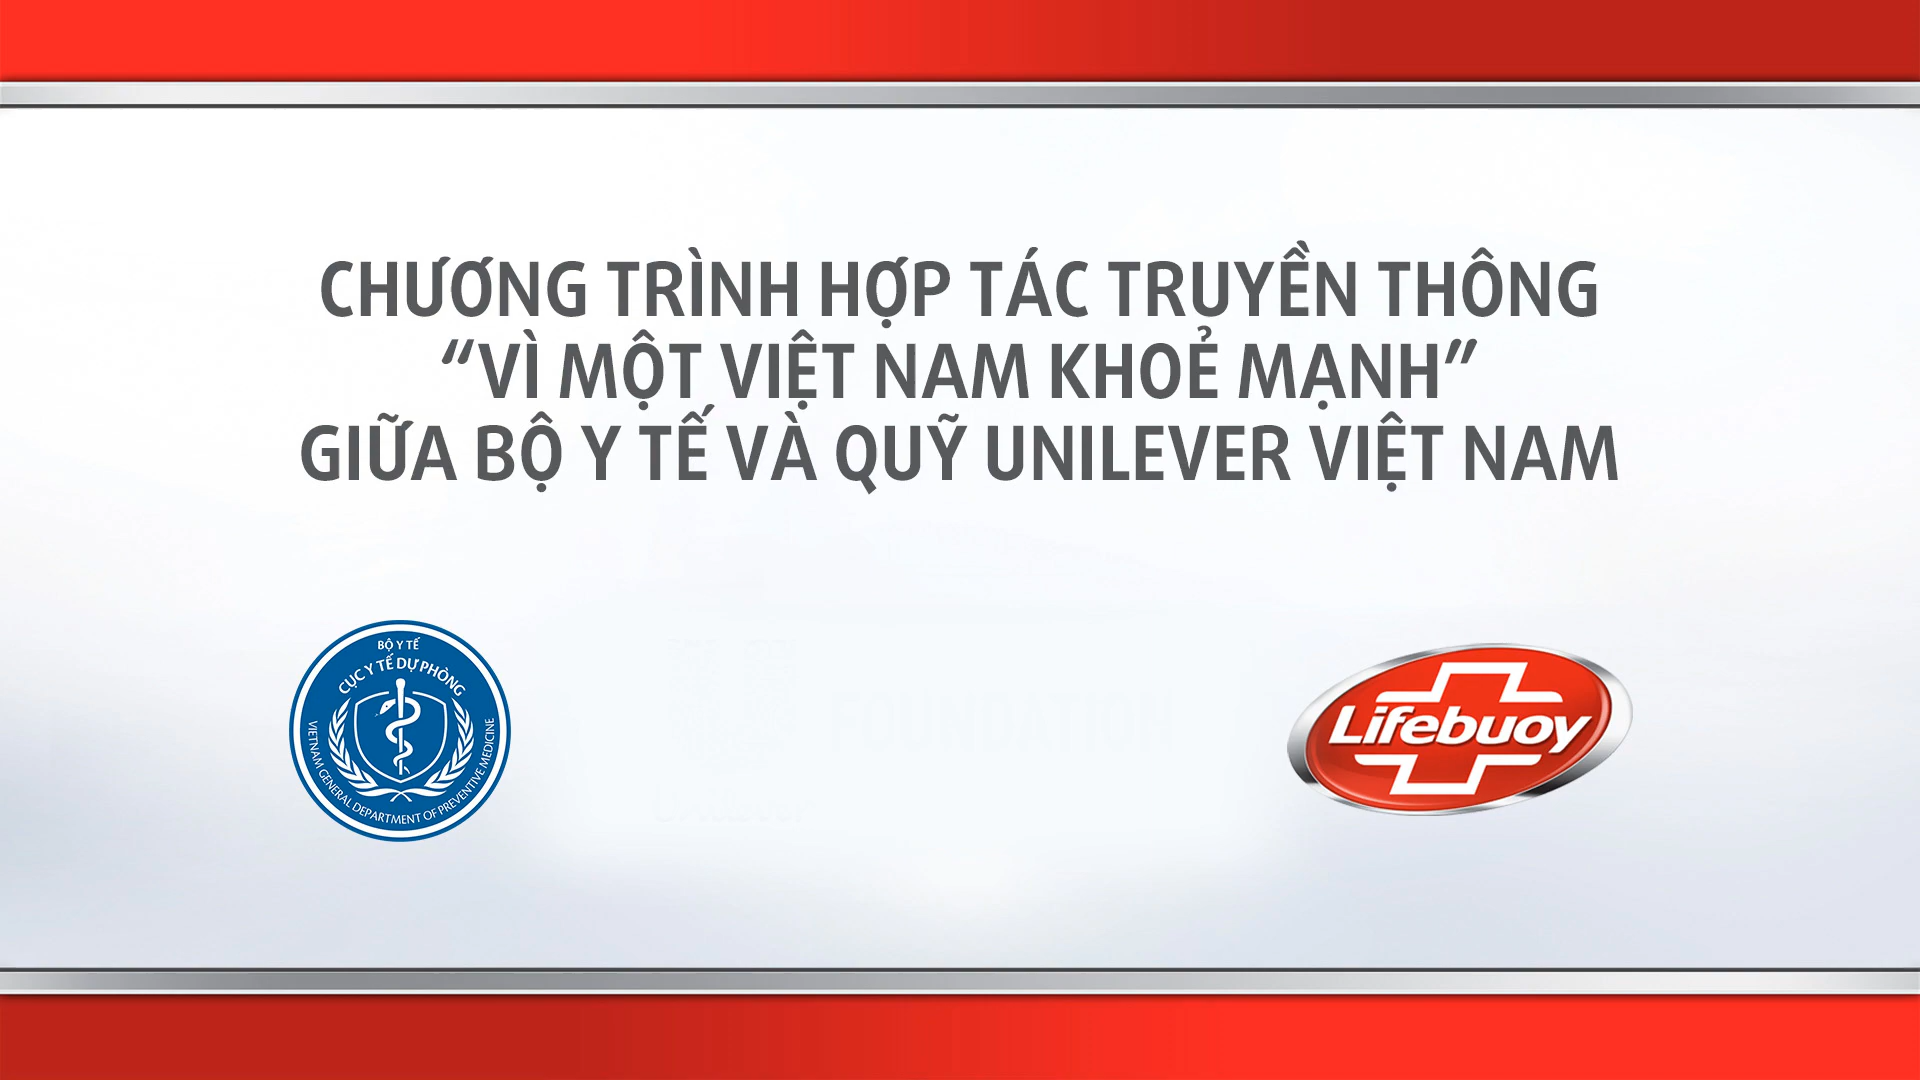 CHƯƠNG TRÌNH HỢP TÁC TRUYỀN THÔNG
“VÌ MỘT VIỆT NAM KHOẺ MẠNH”
GIỮA BỘ Y TẾ VÀ QUỸ UNILEVER VIỆT NAM
BỘ Y TẾ
CỤC Y TẾ DỰ PHÒNG
VIETNAM GENERAL DEPARTMENT OF PREVENTIVE MEDICINE
Lifebuoy